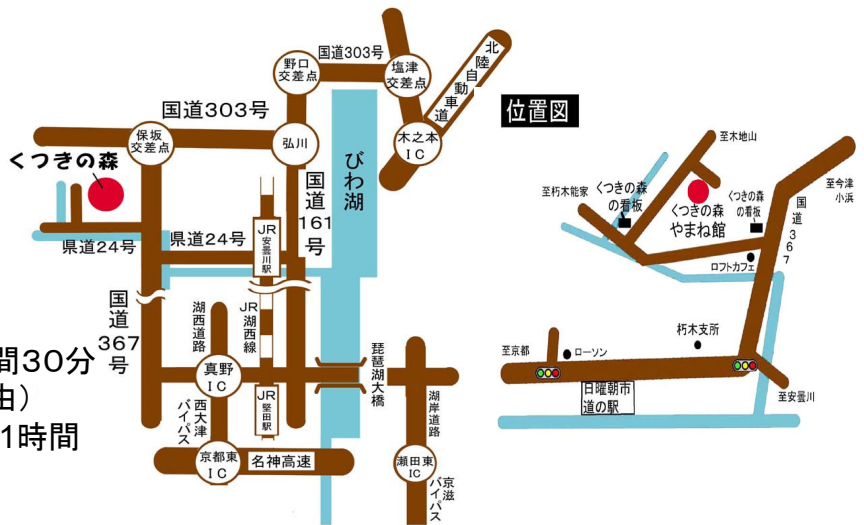 国道303号
野口
交差点
塩津
交差点
北陸自動車道
国道303号
保坂
交差点
弘川
木之本
IC
くつきの森
びわ湖
国道161号
JR
安曇川駅
県道24号
県道24号
国道
367
号
湖西道路
JR湖西線
間30分
由）
1時間
真野
IC
琵琶湖大橋
湖岸道路
西大津
バイパス
JR
堅田駅
京都東
IC
名神高速
瀬田東
IC
京滋
バイパス
位置図
至木地山
至朽木能家
くつきの森
の看板
くつきの森
やまね館
くつきの森
の看板
至今津
小浜
国道367
ロフトカフェ
朽木支所
至京都
ローソン
日曜朝市
道の駅
至安曇川